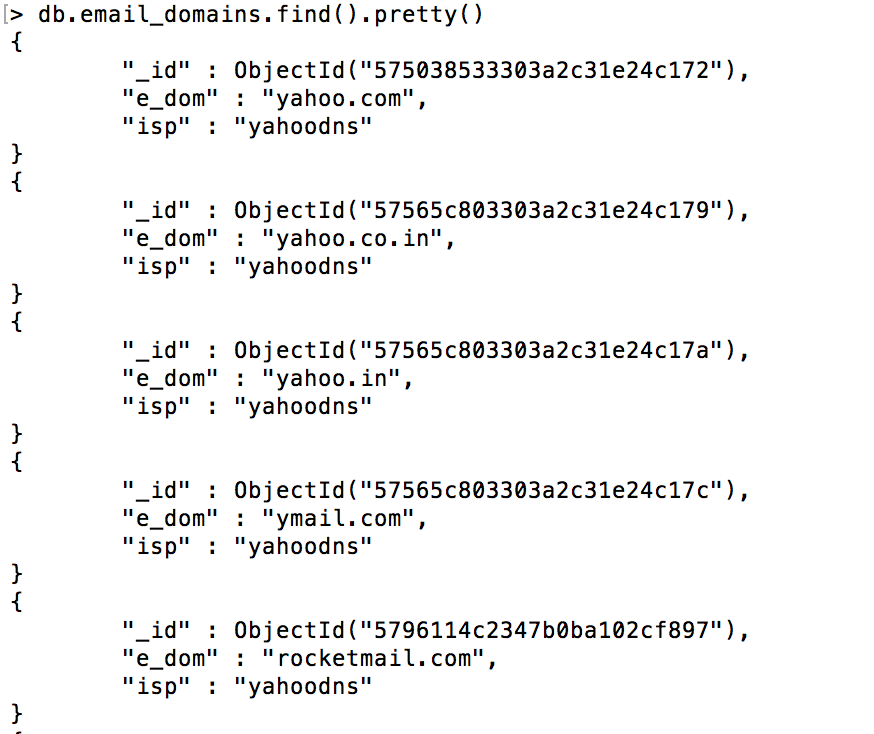 [> db.email_domains.find().pretty()
{
        "_id" : ObjectId("575038533303a2c31e24c172"),
        "e_dom" : "yahoo.com",
        "isp" : "yahoodns"
}
{
        "_id" : ObjectId("57565c803303a2c31e24c179"),
        "e_dom" : "yahoo.co.in",
        "isp" : "yahoodns"
}
{
        "_id" : ObjectId("57565c803303a2c31e24c17a"),
        "e_dom" : "yahoo.in",
        "isp" : "yahoodns"
}
{
        "_id" : ObjectId("57565c803303a2c31e24c17c"),
        "e_dom" : "ymail.com",
        "isp" : "yahoodns"
}
{
        "_id" : ObjectId("5796114c2347b0ba102cf897"),
        "e_dom" : "rocketmail.com",
        "isp" : "yahoodns"
}